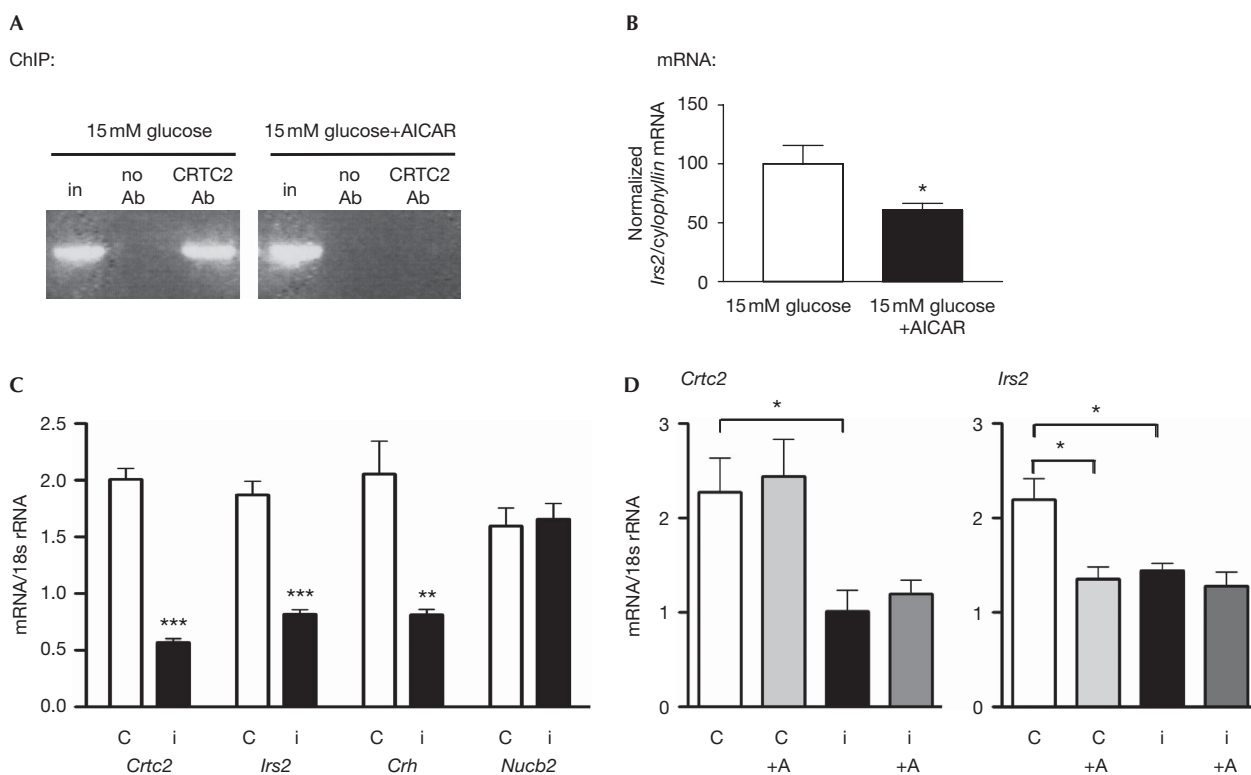 A
ChIP:
15 mM glucose
15 mM glucose+AICAR
in
no
Ab
CRTC2
Ab
in
no
Ab
CRTC2
Ab
B
mRNA:
Normalized
Irs2/cylophyllin mRNA
150
100
50
0
*
15 mM glucose
15 mM glucose
+AICAR
C
mRNA/18s rRNA
2.5
2.0
1.5
1.0
0.5
0.0
***
***
**
C i C i C i C i
Crtc2 Irs2 Crh Nucb2
D
Crtc2
mRNA/18s rRNA
3
2
1
0
*
C C i i
+A +A
Irs2
3
2
1
0
*
*
C C i i
+A +A